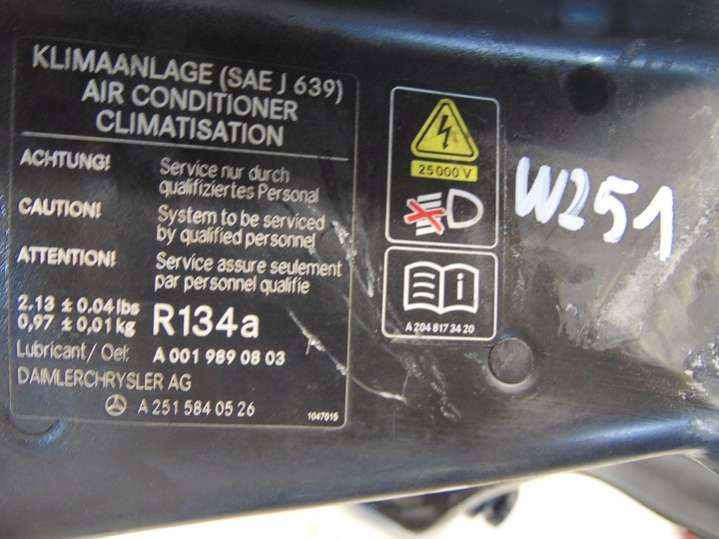 KLIMAANLAGE (SAE J 639)
AIR CONDITIONER
CLIMATISATION
ACHTUNG! Service nur durch
qualifiziertes Personal
CAUTION! System to be serviced
by qualified personnel
ATTENTION! Service assure seulement
par personnel qualifie
2.13 ± 0.04 lbs
0,97 ± 0,01 kg R134a
Lubricant / Oel: A 001 989 08 03
DAIMLERCHRYSLER AG
A 251 584 05 26 1047015
25000 V
i
A 204 817 34 20
W251